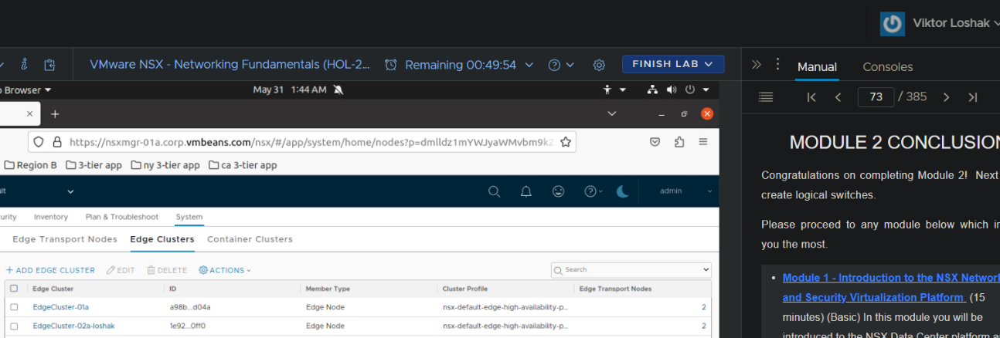 Viktor Loshak
VMware NSX - Networking Fundamentals (HOL-2... Remaining 00:49:54 FINISH LAB
Manual Consoles
Browser May 31 1:44 AM
73 / 385
https://nsxmgr-01a.corp.vmbeans.com/nsx/#/app/system/home/nodes?p=dmlldz1mYWJyaWMvbm9kZ
Region B 3-tier app ny 3-tier app ca 3-tier app
admin
Inventory Plan & Troubleshoot System
Edge Transport Nodes Edge Clusters Container Clusters
+ ADD EDGE CLUSTER EDIT DELETE ACTIONS
Search
Edge Cluster ID Member Type Cluster Profile Edge Transport Nodes
EdgeCluster-01a a98b...d04a Edge Node nsx-default-edge-high-availability-p... 2
EdgeCluster-02a-loshak 1e92...0ff0 Edge Node nsx-default-edge-high-availability-p... 2
MODULE 2 CONCLUSION
Congratulations on completing Module 2! Next
create logical switches.
Please proceed to any module below which in
you the most.
• Module 1 - Introduction to the NSX Network
and Security Virtualization Platform (15
minutes) (Basic) In this module you will be
introduced to the NSX Data Center platform a